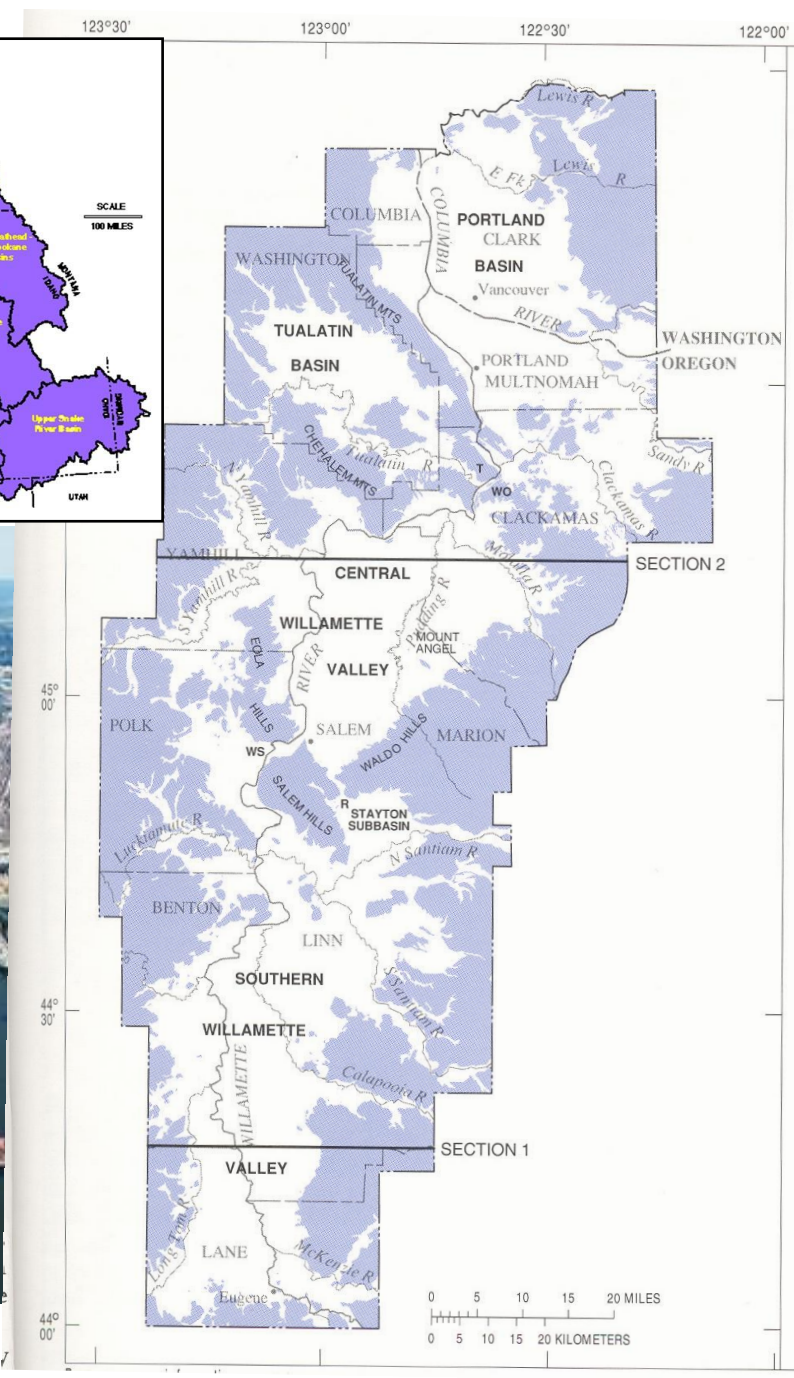 123°30'
123°00'
122°30'
122°00'
SCALE
100 MILES
MONTANA
IDAHO
Upper Snake
River Basin
UTAH
Lewis R
E Fk
Lewis
R
COLUMBIA
COLUMBIA
PORTLAND
CLARK
BASIN
Vancouver
WASHINGTON
TUALATIN MTS
RIVER
TUALATIN
BASIN
WASHINGTON
OREGON
PORTLAND
MULTNOMAH
CHEHALEM MTS
Tualatin R
T
WO
Sandy R
Clackamas R
CLACKAMAS
N Yamhill R
YAMHILL
SECTION 2
CENTRAL
Molalla R
S Yamhill R
Pudding R
WILLAMETTE
MOUNT
ANGEL
EOLA
RIVER
VALLEY
45°
00'
POLK
HILLS
SALEM
WALDO HILLS
MARION
WS
SALEM HILLS
R
STAYTON
SUBBASIN
Luckiamute R
N Santiam R
BENTON
LINN
SOUTHERN
S Santiam R
44°
30'
WILLAMETTE
WILLAMETTE
Calapooia R
SECTION 1
VALLEY
Long Tom R
LANE
McKenzie R
Eugene
44°
00'
0 5 10 15 20 MILES
0 5 10 15 20 KILOMETERS